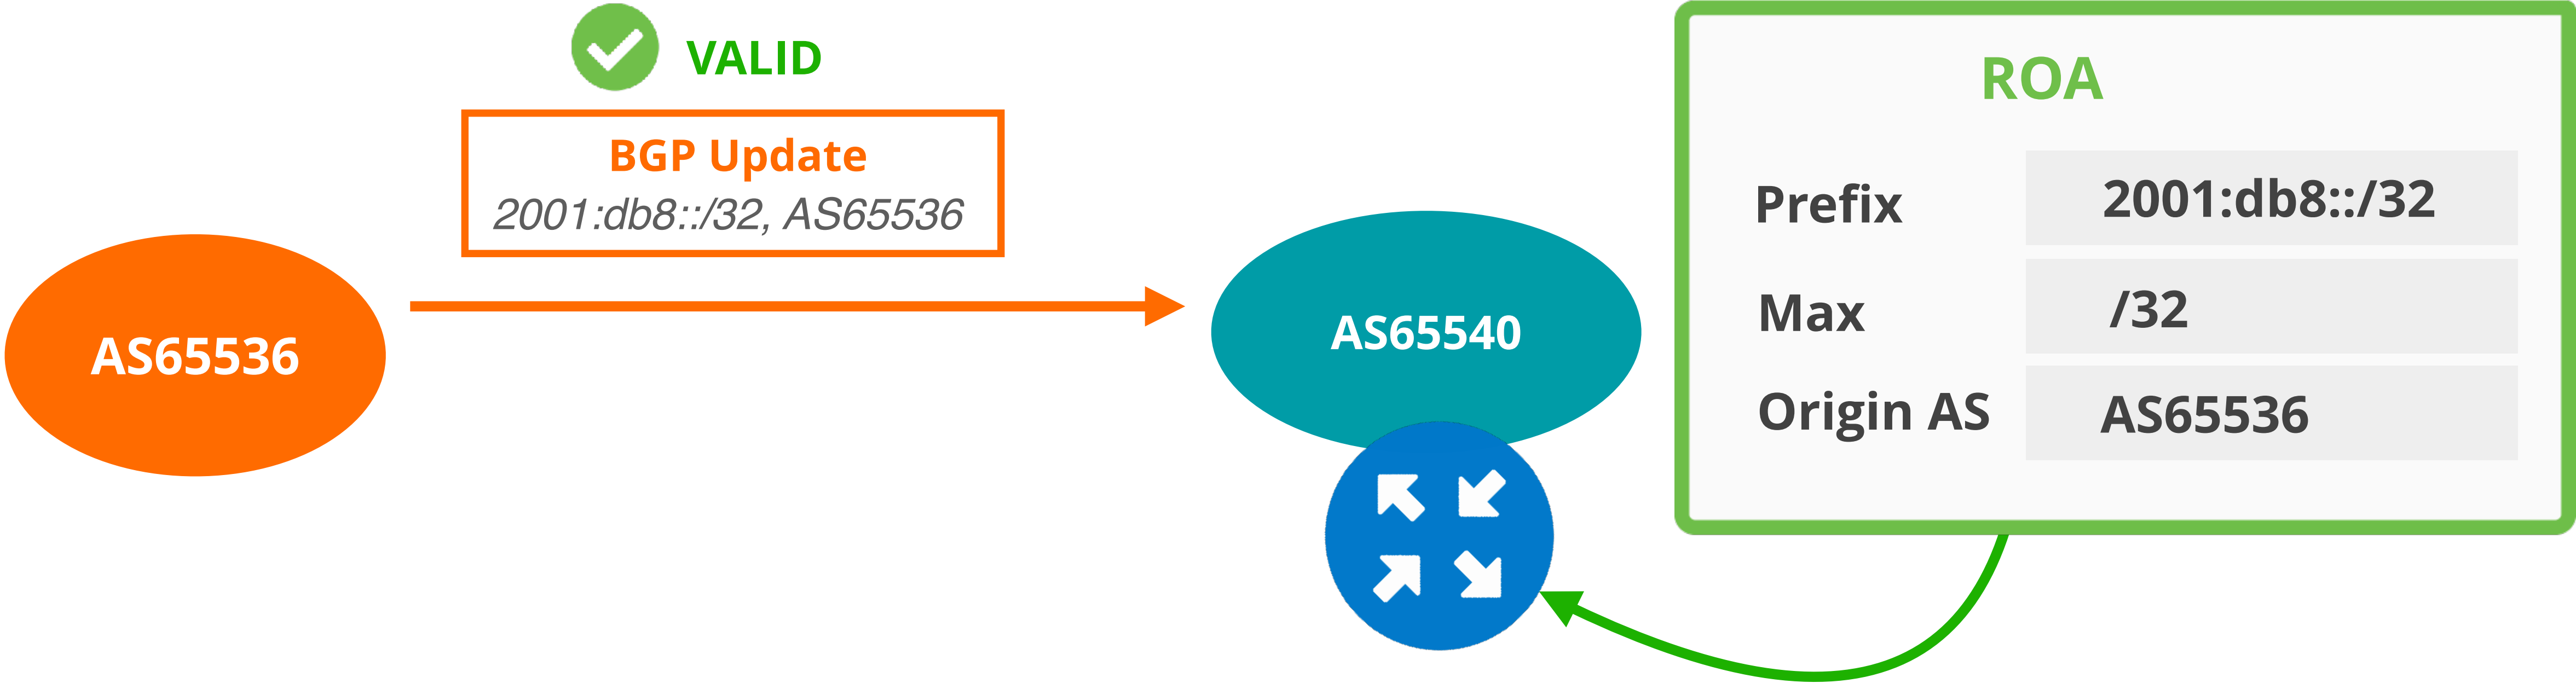 VALID
BGP Update
2001:db8::/32, AS65536
AS65536
AS65540
ROA
Prefix 2001:db8::/32
Max /32
Origin AS AS65536